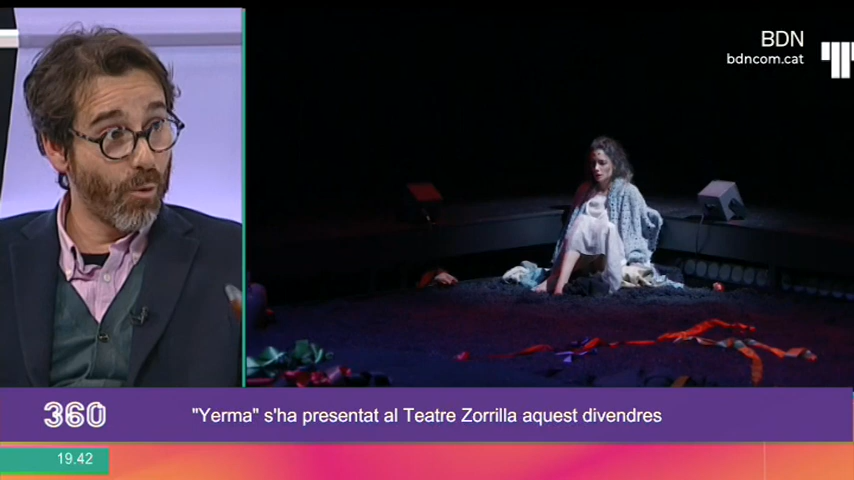 BDN
bdncom.cat
360
"Yerma" s'ha presentat al Teatre Zorrilla aquest divendres
19.42